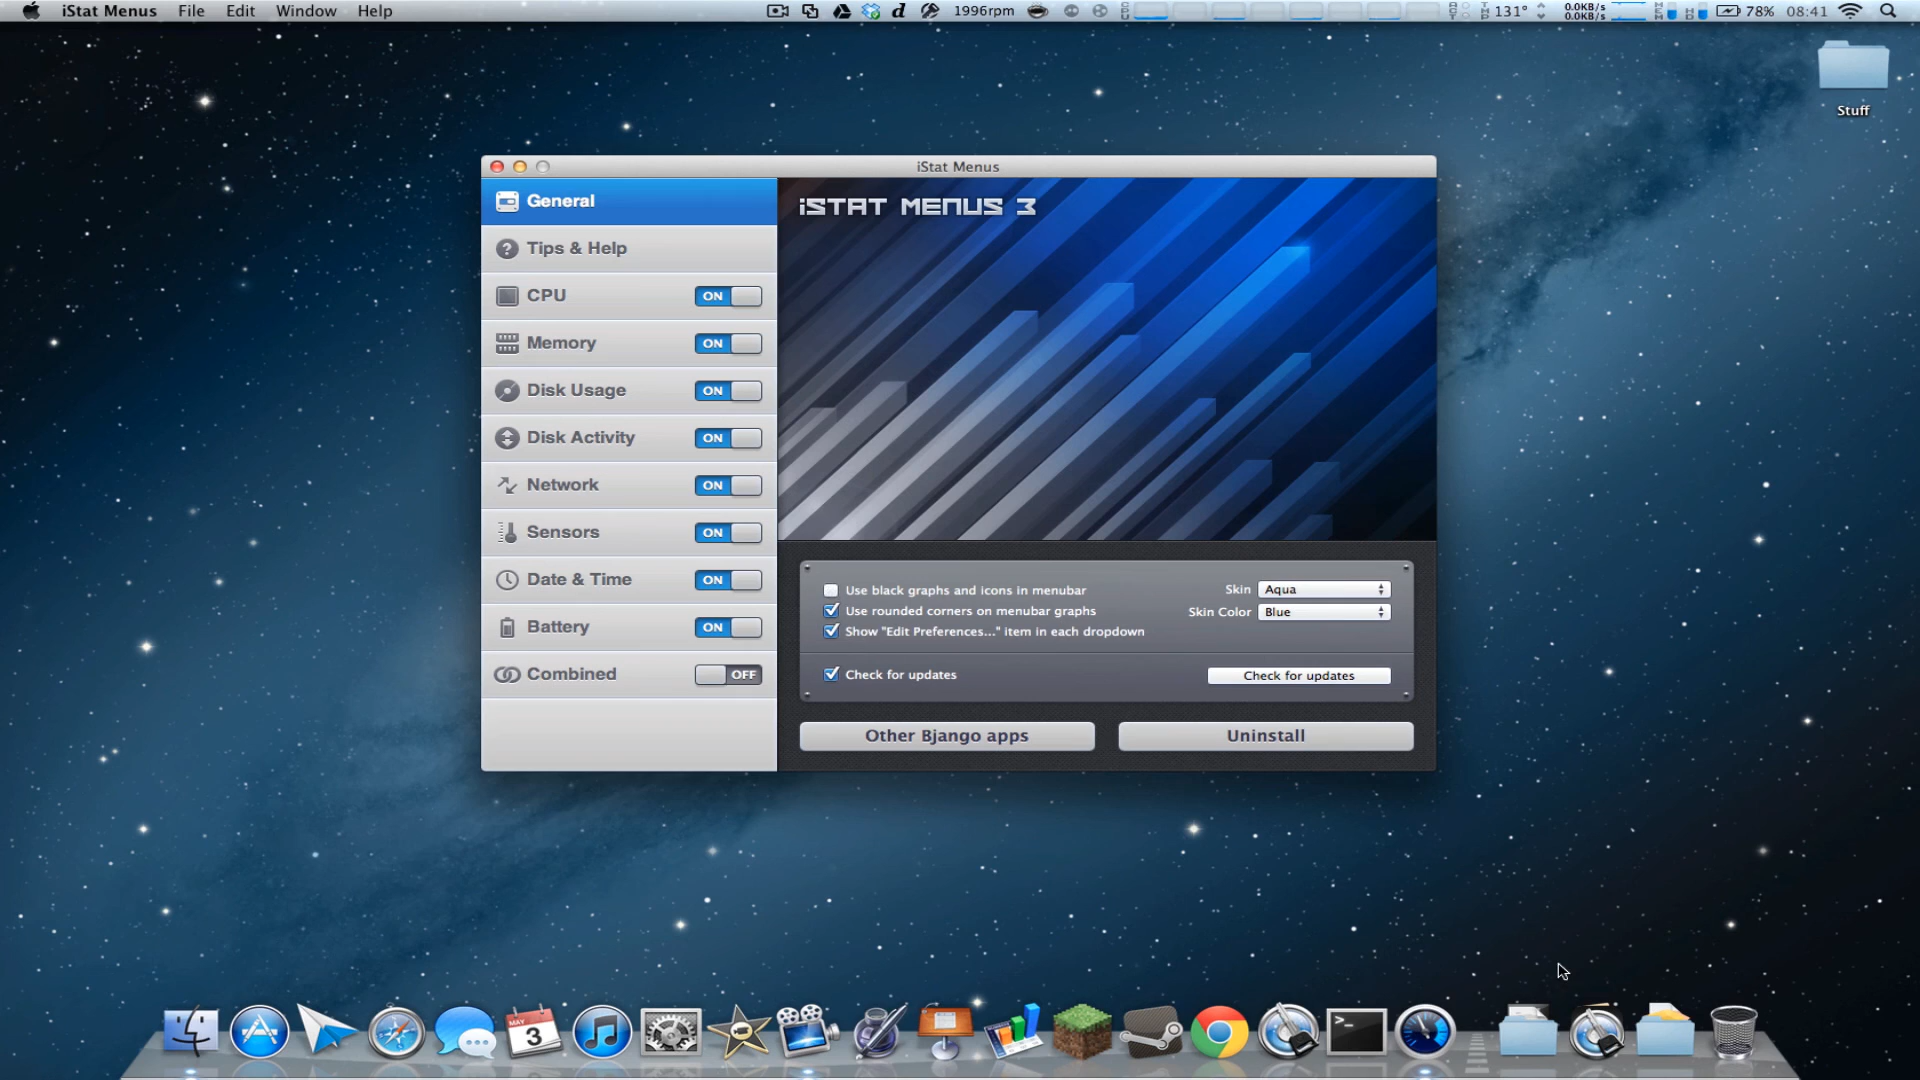 iStat Menus File Edit Window Help
1996rpm 131° 0.0KB/s 78% 08:41
0.0KB/s
Stuff
iStat Menus
General
Tips & Help
CPU ON
Memory ON
Disk Usage ON
Disk Activity ON
Network ON
Sensors ON
Date & Time ON
Battery ON
Combined OFF
iSTAT MENUS 3
Use black graphs and icons in menubar
Use rounded corners on menubar graphs
Show "Edit Preferences..." item in each dropdown
Skin Aqua
Skin Color Blue
Check for updates
Check for updates
Other Bjango apps
Uninstall
MAY
3